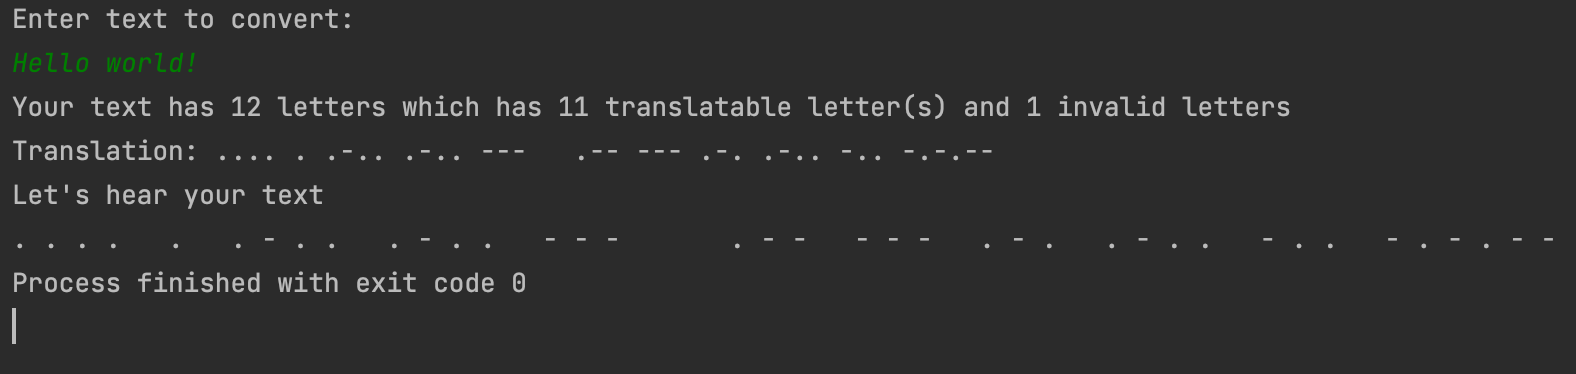 Enter text to convert:
Hello world!
Your text has 12 letters which has 11 translatable letter(s) and 1 invalid letters
Translation: .... . .-.. .-.. ---   .-- --- .-. .-.. -.. -.-.--
Let's hear your text
. . . .   .   . - . .   . - . .   - - -       . - -   - - -   . - .   . - . .   - . .   - . - . - -
Process finished with exit code 0